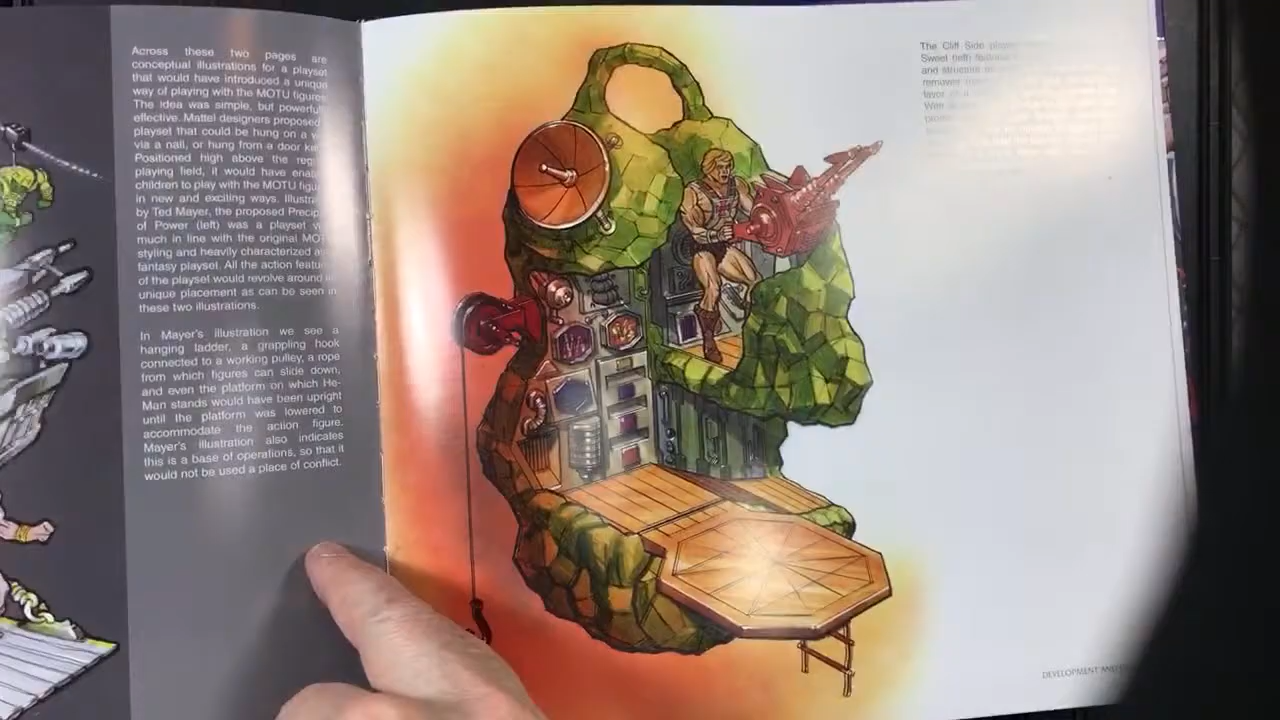 Across these two pages are
conceptual illustrations for a playset
that would have introduced a unique
way of playing with the MOTU figures
The idea was simple, but powerful
effective. Mattel designers proposed
playset that could be hung on a
via a nail, or hung from a door
Positioned high above the
playing field, it would have
children to play with the MOTU
in new and exciting ways.
by Ted Mayer, the proposed
of Power (left) was a playset
much in line with the original
styling and heavily characterized
fantasy playset. All the action
of the playset would revolve around
unique placement as can be seen in
these two illustrations.
In Mayer's illustration we see a
hanging ladder, a grappling hook
connected to a working pulley, a rope
from which figures can slide down,
and even the platform on which He-
Man stands would have been upright
until the platform was lowered to
accommodate the action figure.
Mayer's illustration also indicates
this is a base of operations, so that it
would not be used a place of conflict.
The Cliff Side
Sweet (left)
and structure
DEVELOPMENT